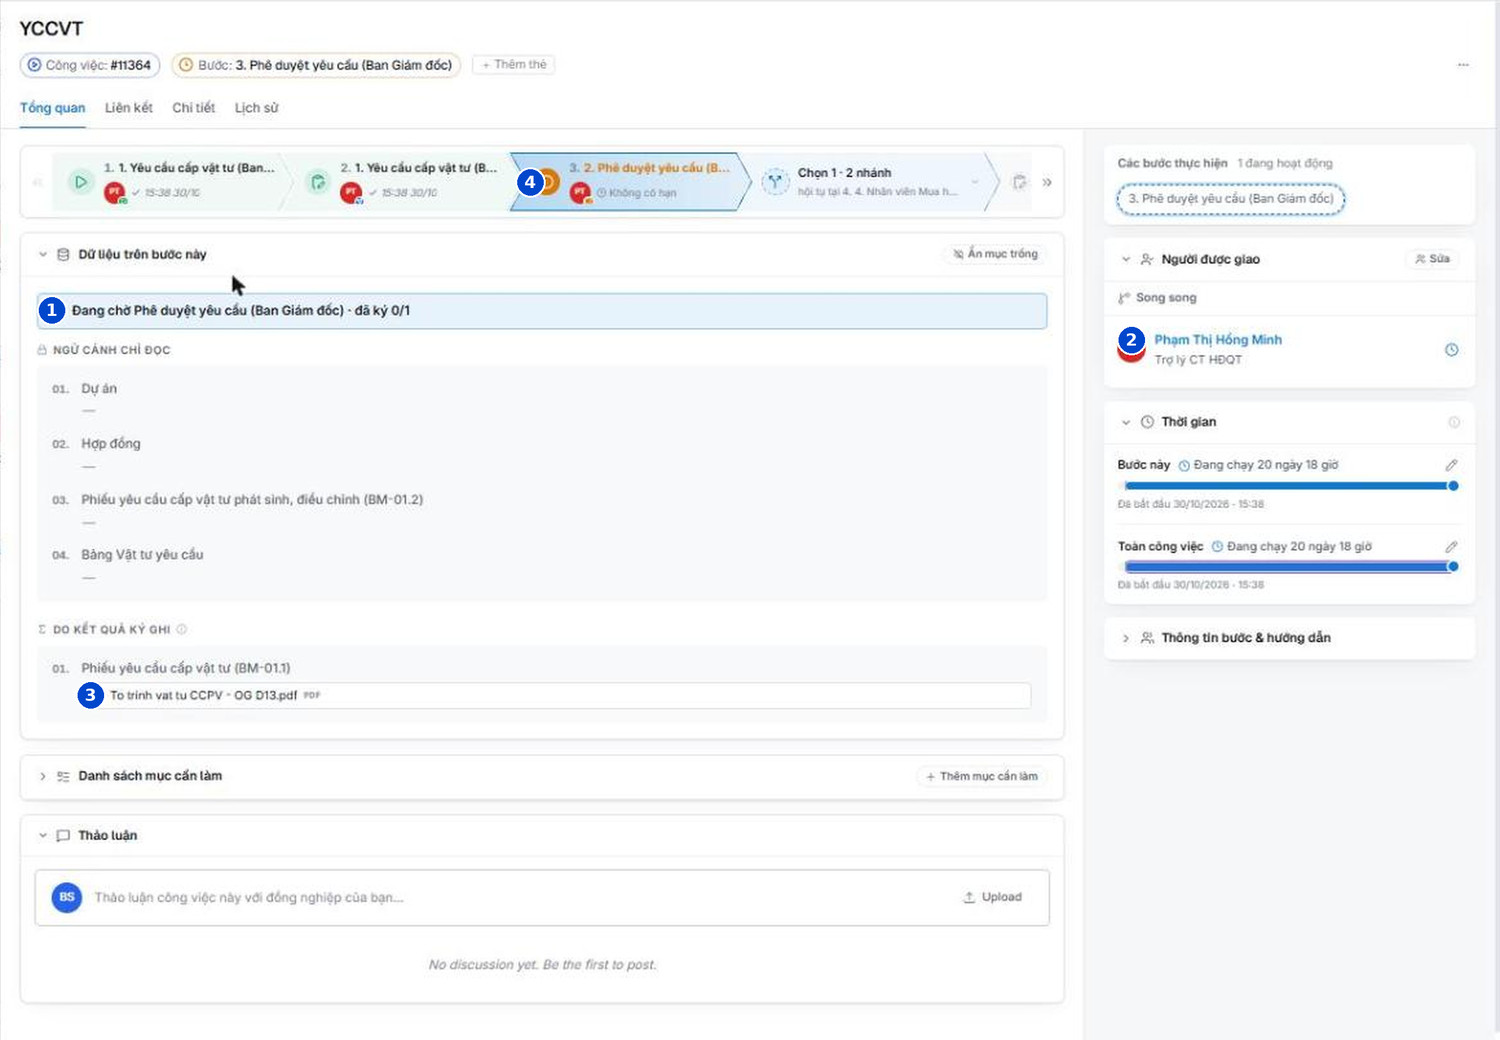 YCCVT
Công việc: #11364
Bước: 3. Phê duyệt yêu cầu (Ban Giám đốc)
+ Thêm thẻ
Tổng quan
Liên kết
Chi tiết
Lịch sử
1. 1. Yêu cầu cấp vật tư (Ban...
PT
15:38 30/10
2. 1. Yêu cầu cấp vật tư (B...
PT
15:38 30/10
4
3. 2. Phê duyệt yêu cầu (B...
PT
Không có hạn
Chọn 1 · 2 nhánh
hội tụ tại 4. 4. Nhân viên Mua h...
Dữ liệu trên bước này
Ẩn mục trống
1
Đang chờ Phê duyệt yêu cầu (Ban Giám đốc) · đã ký 0/1
NGỮ CẢNH CHỈ ĐỌC
01. Dự án
—
02. Hợp đồng
—
03. Phiếu yêu cầu cấp vật tư phát sinh, điều chỉnh (BM-01.2)
—
04. Bảng Vật tư yêu cầu
—
Σ DO KẾT QUẢ KÝ GHI
01. Phiếu yêu cầu cấp vật tư (BM-01.1)
3
To trinh vat tu CCPV - OG D13.pdf PDF
Danh sách mục cần làm
+ Thêm mục cần làm
Thảo luận
BS
Thảo luận công việc này với đồng nghiệp của bạn...
Upload
No discussion yet. Be the first to post.
Các bước thực hiện 1 đang hoạt động
3. Phê duyệt yêu cầu (Ban Giám đốc)
Người được giao
Sửa
Song song
2
Phạm Thị Hồng Minh
Trợ lý CT HĐQT
Thời gian
Bước này Đang chạy 20 ngày 18 giờ
Đã bắt đầu 30/10/2026 - 15:38
Toàn công việc Đang chạy 20 ngày 18 giờ
Đã bắt đầu 30/10/2026 - 15:38
Thông tin bước & hướng dẫn